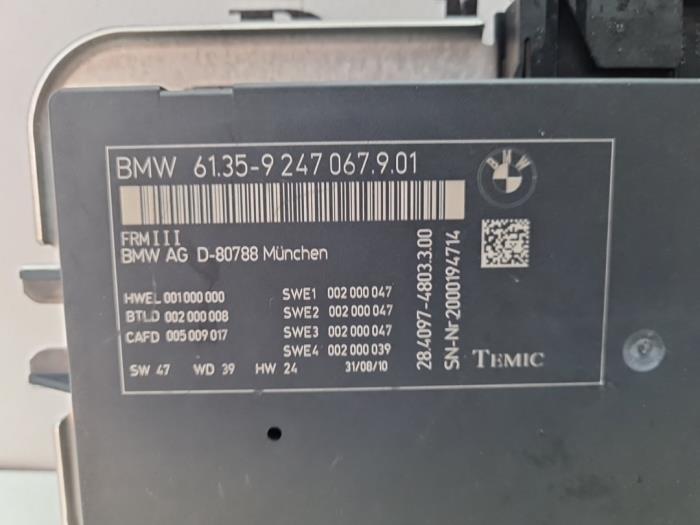 BMW 61.35-9 247 067.9.01
BMW
FRMIII
BMW AG D-80788 München
HWEL 001 000 000
BTLD 002 000 008
CAFD 005 009 017
SWE1 002 000 047
SWE2 002 000 047
SWE3 002 000 047
SWE4 002 000 039
SW 47 WD 39 HW 24 31/08/10
28.4097-4803.3.00
SN-Nr.2000194714
TEMIC